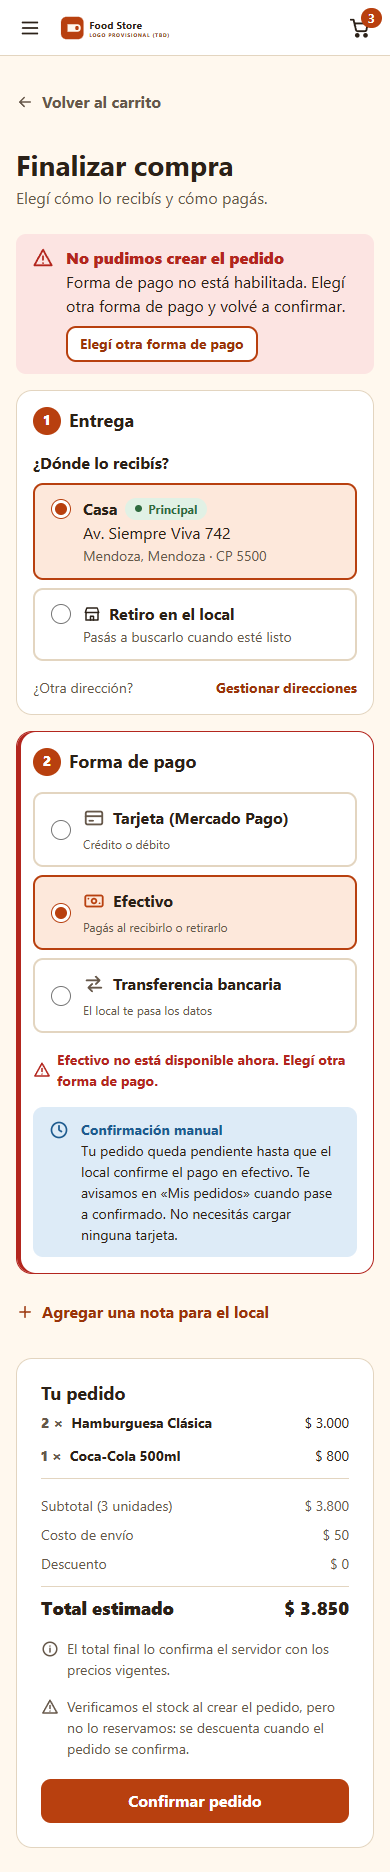 Food Store
LOGO PROVISIONAL (TBD)
3
Volver al carrito
Finalizar compra
Elegí cómo lo recibís y cómo pagás.
No pudimos crear el pedido
Forma de pago no está habilitada. Elegí
otra forma de pago y volvé a confirmar.
Elegí otra forma de pago
1 Entrega
¿Dónde lo recibís?
Casa Principal
Av. Siempre Viva 742
Mendoza, Mendoza · CP 5500
Retiro en el local
Pasás a buscarlo cuando esté listo
¿Otra dirección? Gestionar direcciones
2 Forma de pago
Tarjeta (Mercado Pago)
Crédito o débito
Efectivo
Pagás al recibirlo o retirarlo
Transferencia bancaria
El local te pasa los datos
Efectivo no está disponible ahora. Elegí otra
forma de pago.
Confirmación manual
Tu pedido queda pendiente hasta que el
local confirme el pago en efectivo. Te
avisamos en «Mis pedidos» cuando pase
a confirmado. No necesitás cargar
ninguna tarjeta.
Agregar una nota para el local
Tu pedido
2 × Hamburguesa Clásica $ 3.000
1 × Coca-Cola 500ml $ 800
Subtotal (3 unidades) $ 3.800
Costo de envío $ 50
Descuento $ 0
Total estimado $ 3.850
El total final lo confirma el servidor con los
precios vigentes.
Verificamos el stock al crear el pedido, pero
no lo reservamos: se descuenta cuando el
pedido se confirma.
Confirmar pedido